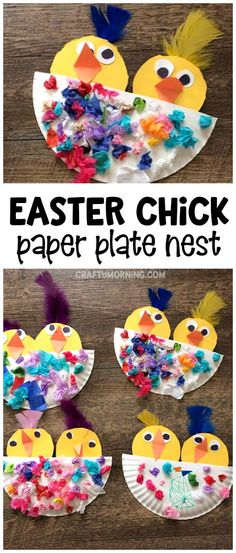 EASTER CHICK
paper plate nest
CRAFTYMORNING.COM